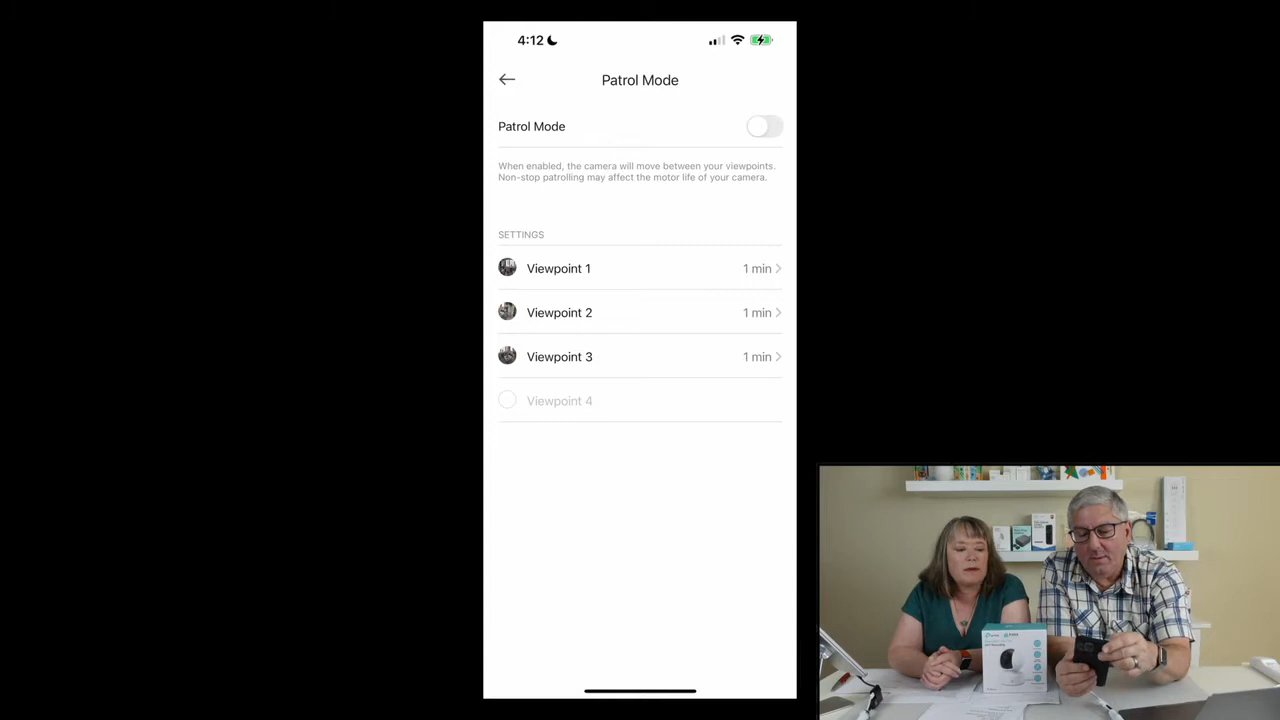 4:12
Patrol Mode
Patrol Mode
When enabled, the camera will move between your viewpoints.
Non-stop patrolling may affect the motor life of your camera.
SETTINGS
Viewpoint 1
1 min
Viewpoint 2
1 min
Viewpoint 3
1 min
Viewpoint 4